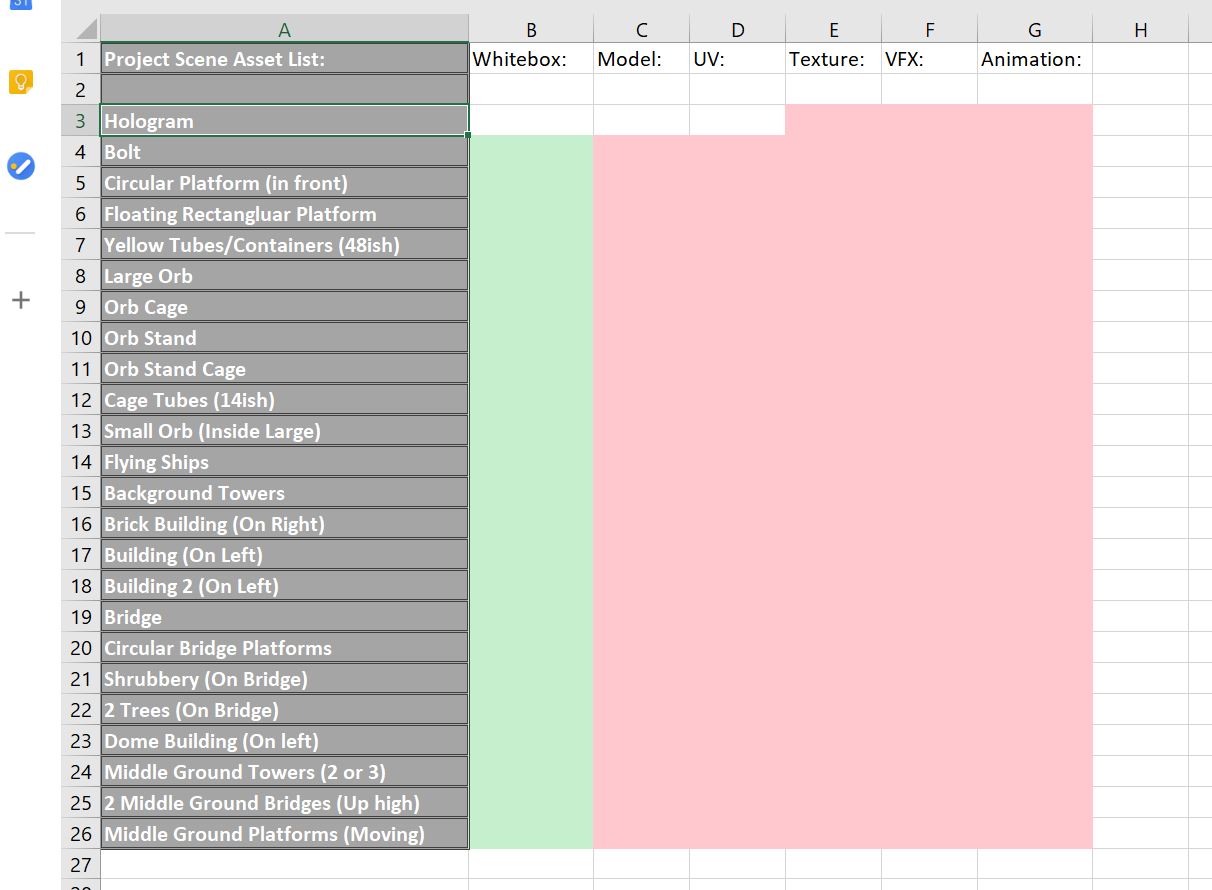 31
A B C D E F G H
1 Project Scene Asset List: Whitebox: Model: UV: Texture: VFX: Animation:
2
3 Hologram
4 Bolt
5 Circular Platform (in front)
6 Floating Rectangluar Platform
7 Yellow Tubes/Containers (48ish)
8 Large Orb
9 Orb Cage
10 Orb Stand
11 Orb Stand Cage
12 Cage Tubes (14ish)
13 Small Orb (Inside Large)
14 Flying Ships
15 Background Towers
16 Brick Building (On Right)
17 Building (On Left)
18 Building 2 (On Left)
19 Bridge
20 Circular Bridge Platforms
21 Shrubbery (On Bridge)
22 2 Trees (On Bridge)
23 Dome Building (On left)
24 Middle Ground Towers (2 or 3)
25 2 Middle Ground Bridges (Up high)
26 Middle Ground Platforms (Moving)
27
28